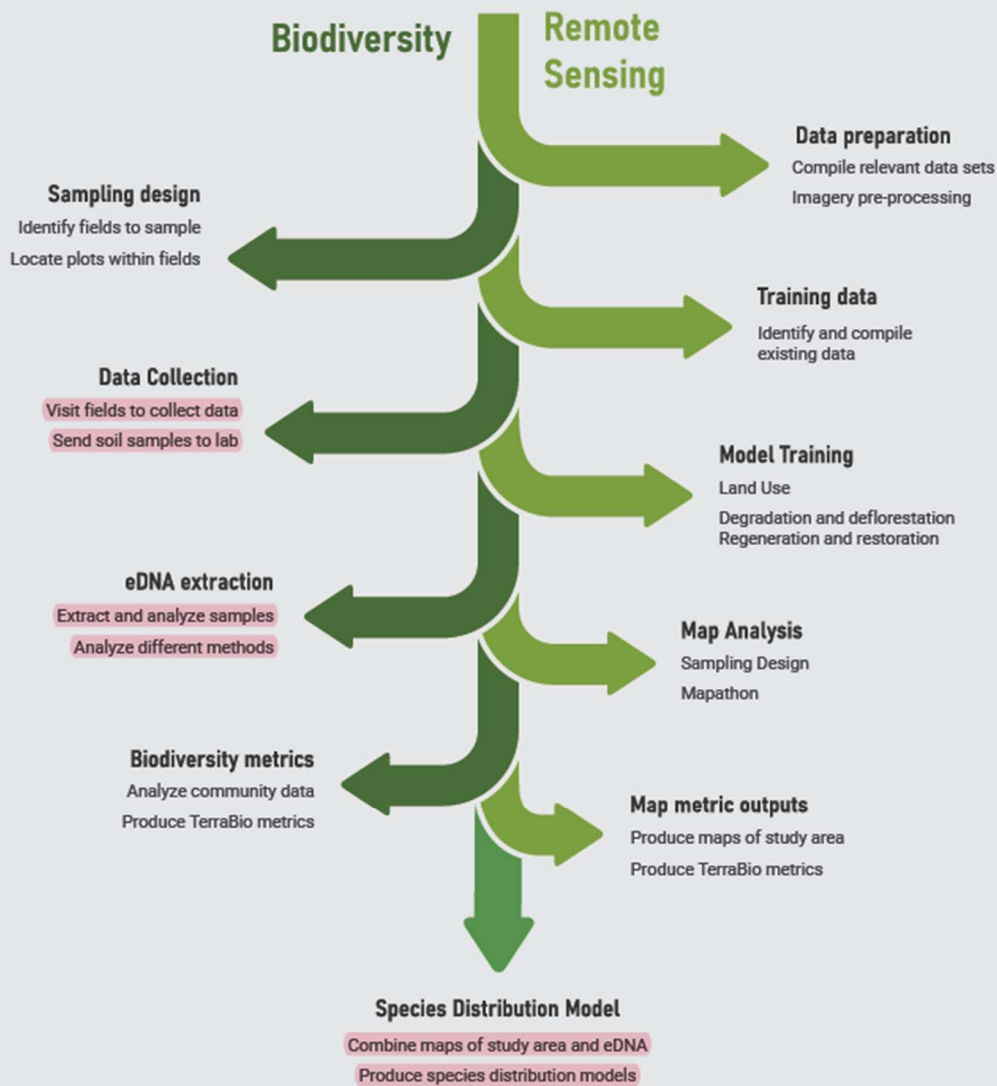 Biodiversity
Remote
Sensing
Data preparation
Compile relevant data sets
Imagery pre-processing
Sampling design
Identify fields to sample
Locate plots within fields
Training data
Identify and compile
existing data
Data Collection
Visit fields to collect data
Send soil samples to lab
Model Training
Land Use
Degradation and deflorestation
Regeneration and restoration
eDNA extraction
Extract and analyze samples
Analyze different methods
Map Analysis
Sampling Design
Mapathon
Biodiversity metrics
Analyze community data
Produce TerraBio metrics
Map metric outputs
Produce maps of study area
Produce TerraBio metrics
Species Distribution Model
Combine maps of study area and eDNA
Produce species distribution models